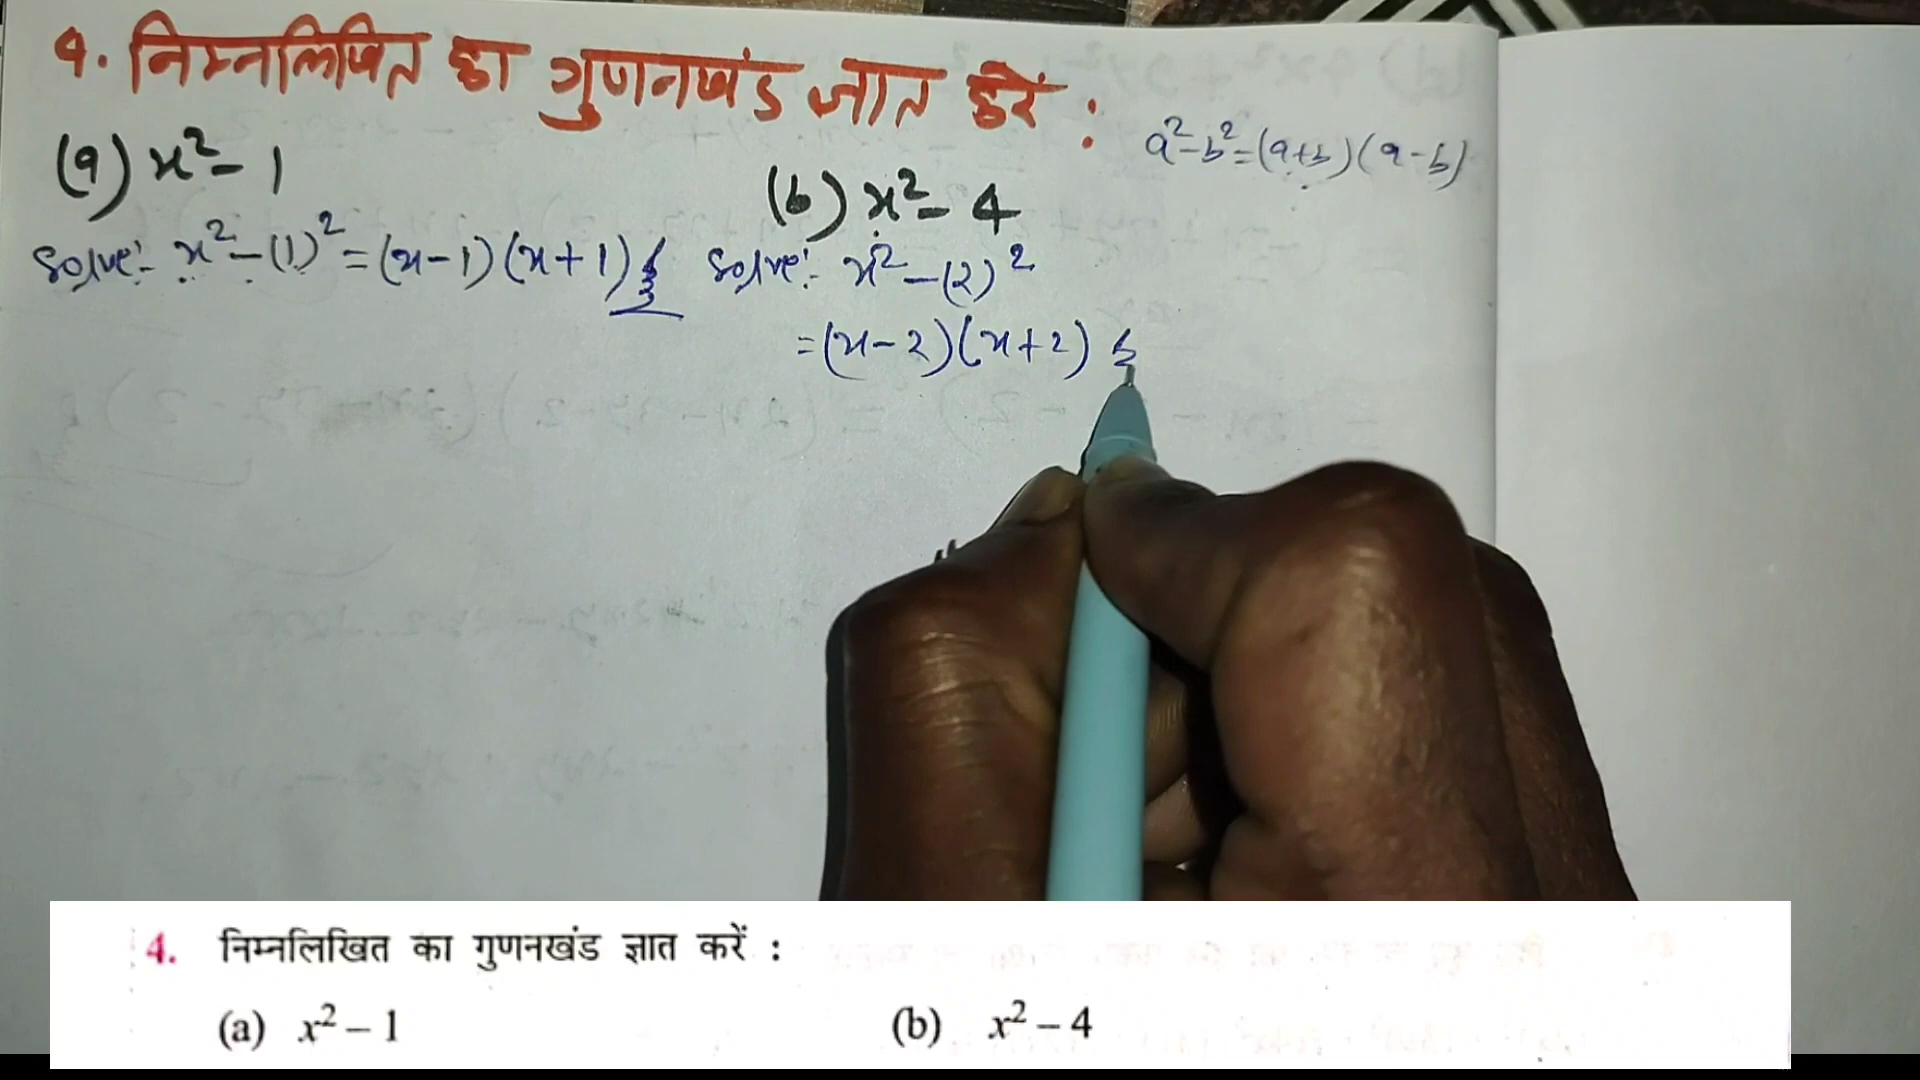 4. निम्नलिखित का गुणनखंड ज्ञात करें :
a²-b²=(a+b)(a-b)
(a) x²-1
(b) x²-4
Solve:- x²-(1)²=(x-1)(x+1)
Solve:- x²-(2)²
=(x-2)(x+2)
4. निम्नलिखित का गुणनखंड ज्ञात करें :
(a) x² – 1
(b) x² – 4